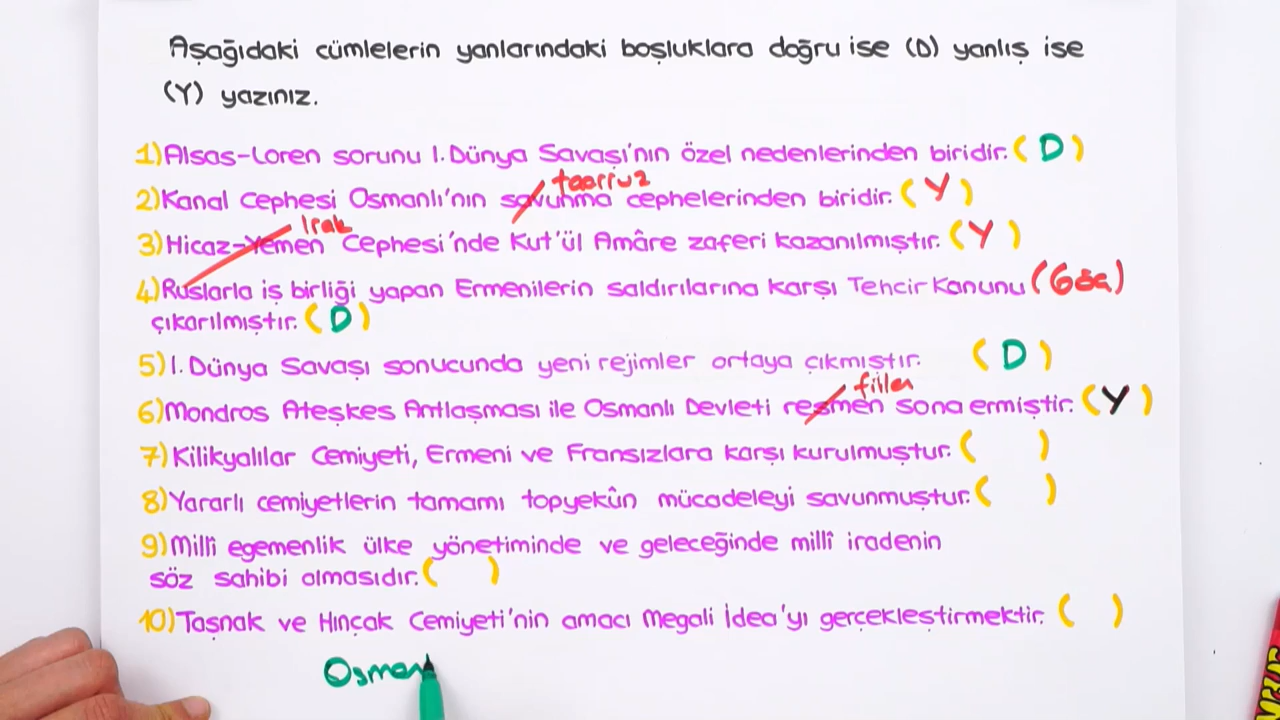 Aşağıdaki cümlelerin yanlarındaki boşluklara doğru ise (D) yanlış ise
(Y) yazınız.
1) Alsas-Loren sorunu I. Dünya Savaşı'nın özel nedenlerinden biridir. (D)
taarruz
2) Kanal Cephesi Osmanlı'nın savunma cephelerinden biridir. (Y)
Irak
3) Hicaz-Yemen Cephesi'nde Kut'ül Amâre zaferi kazanılmıştır. (Y)
4) Ruslarla iş birliği yapan Ermenilerin saldırılarına karşı Tehcir Kanunu (Göç)
çıkarılmıştır. (D)
5) I. Dünya Savaşı sonucunda yeni rejimler ortaya çıkmıştır. (D)
fiilen
6) Mondros Ateşkes Antlaşması ile Osmanlı Devleti resmen sona ermiştir. (Y)
7) Kilikyalılar Cemiyeti, Ermeni ve Fransızlara karşı kurulmuştur. ( )
8) Yararlı cemiyetlerin tamamı topyekûn mücadeleyi savunmuştur. ( )
9) Millî egemenlik ülke yönetiminde ve geleceğinde millî iradenin
söz sahibi olmasıdır. ( )
10) Taşnak ve Hınçak Cemiyeti'nin amacı Megali İdea'yı gerçekleştirmektir. ( )
Osman